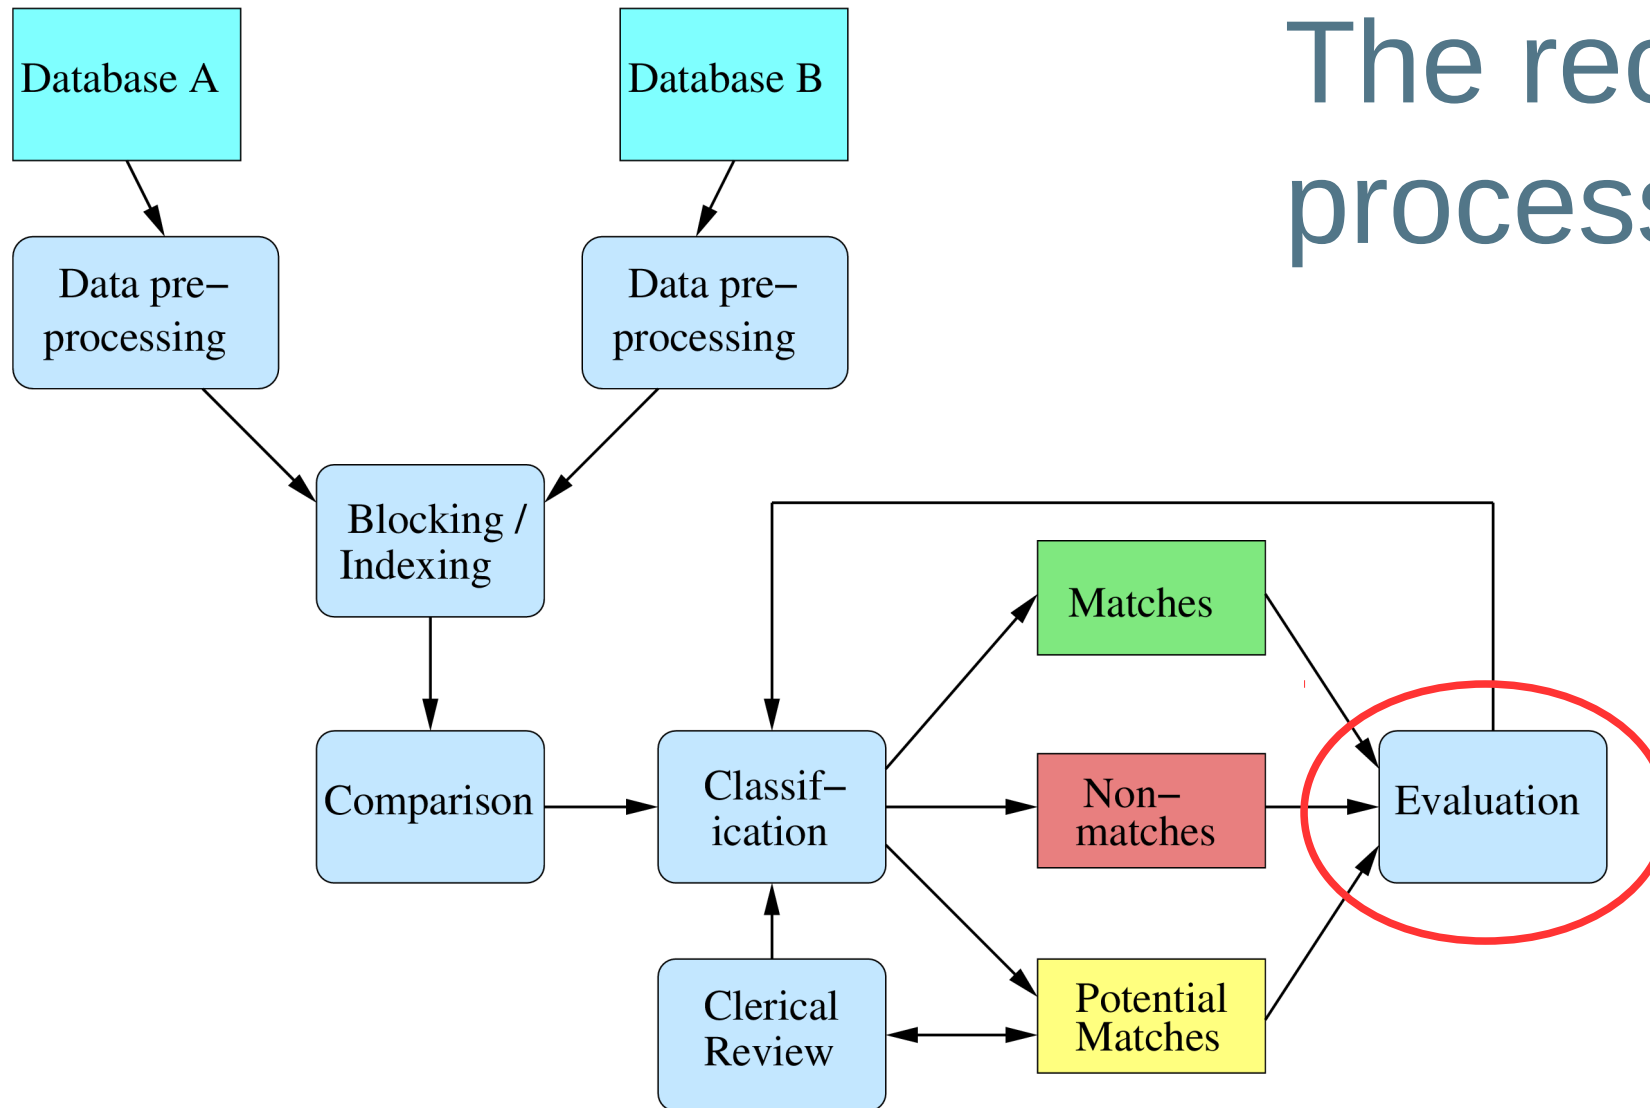 The rec
process
Database A
Database B
Data pre–
processing
Data pre–
processing
Blocking /
Indexing
Matches
Comparison
Classif–
ication
Non–
matches
Evaluation
Clerical
Review
Potential
Matches